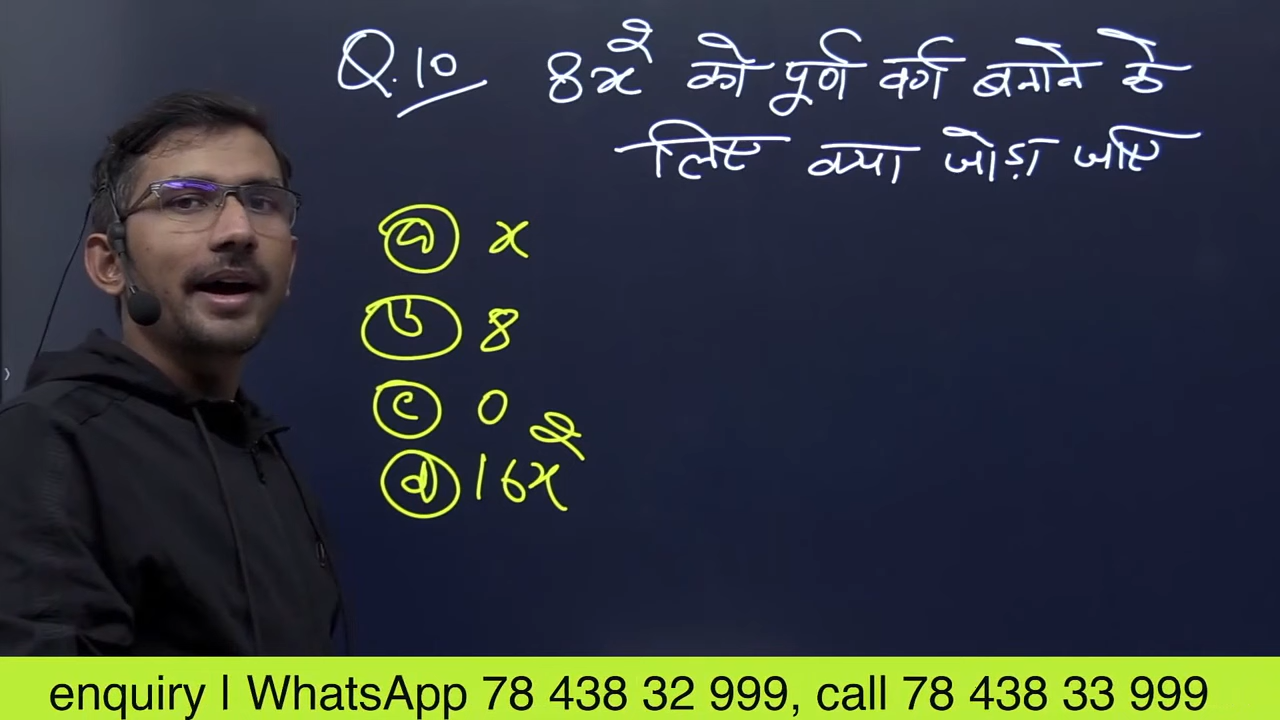 Q.10 8x² को पूर्ण वर्ग बनाने के
लिए क्या जोड़ा जाए
(a) x
(b) 8
(c) 0
(d) 16x²
enquiry | WhatsApp 78 438 32 999, call 78 438 33 999